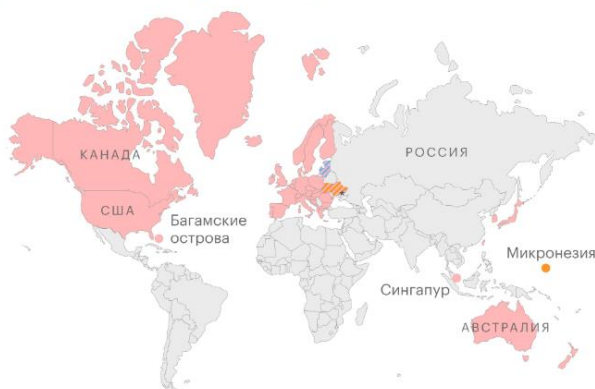 КАНАДА
РОССИЯ
США
Багамские
острова
Микронезия
Сингапур
АВСТРАЛИЯ